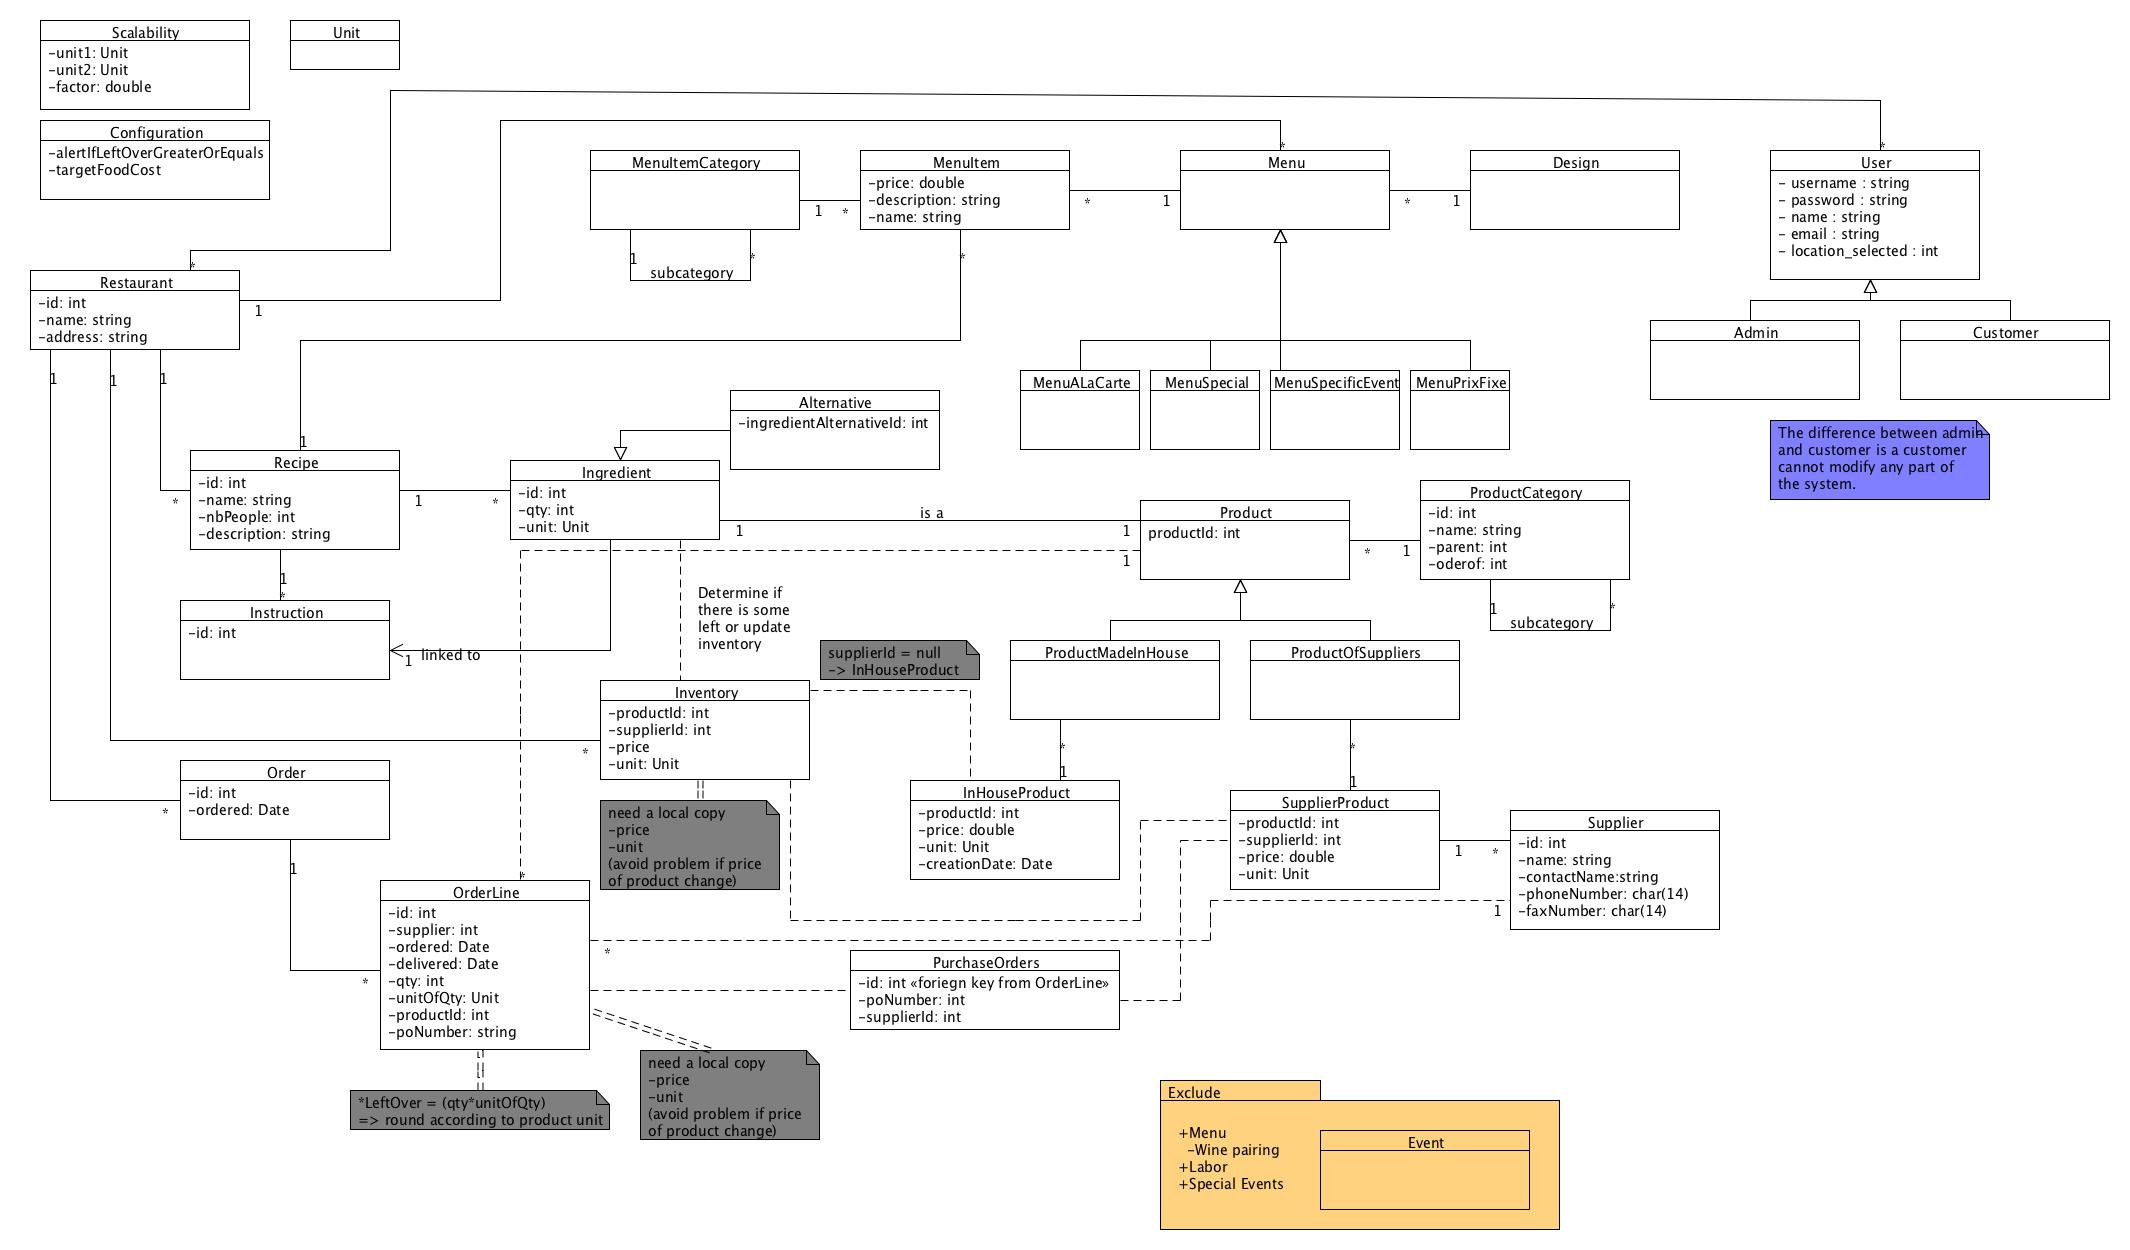 Scalability
-unit1: Unit
-unit2: Unit
-factor: double
Unit
Configuration
-alertIfLeftOverGreaterOrEquals
-targetFoodCost
MenuItemCategory
1
*
1
subcategory
*
MenuItem
-price: double
-description: string
-name: string
*
*
1
*
Menu
*
1
Design
*
User
- username : string
- password : string
- name : string
- email : string
- location_selected : int
*
Restaurant
-id: int
-name: string
-address: string
1
1
1
1
Admin
Customer
MenuALaCarte
MenuSpecial
MenuSpecificEvent
MenuPrixFixe
The difference between admin
and customer is a customer
cannot modify any part of
the system.
Alternative
-ingredientAlternativeId: int
1
Recipe
-id: int
-name: string
-nbPeople: int
-description: string
*
1
*
Ingredient
-id: int
-qty: int
-unit: Unit
is a
1
1
1
Product
productId: int
*
1
ProductCategory
-id: int
-name: string
-parent: int
-oderof: int
1
subcategory
*
1
*
Instruction
-id: int
1
linked to
Determine if
there is some
left or update
inventory
supplierId = null
-> InHouseProduct
ProductMadeInHouse
ProductOfSuppliers
Inventory
-productId: int
-supplierId: int
-price
-unit: Unit
*
*
1
*
1
Order
-id: int
-ordered: Date
*
1
need a local copy
-price
-unit
(avoid problem if price
of product change)
InHouseProduct
-productId: int
-price: double
-unit: Unit
-creationDate: Date
SupplierProduct
-productId: int
-supplierId: int
-price: double
-unit: Unit
1
*
Supplier
-id: int
-name: string
-contactName:string
-phoneNumber: char(14)
-faxNumber: char(14)
1
*
OrderLine
-id: int
-supplier: int
-ordered: Date
-delivered: Date
-qty: int
-unitOfQty: Unit
-productId: int
-poNumber: string
*
*
PurchaseOrders
-id: int «foriegn key from OrderLine»
-poNumber: int
-supplierId: int
need a local copy
-price
-unit
(avoid problem if price
of product change)
*LeftOver = (qty*unitOfQty)
=> round according to product unit
Exclude
+Menu
-Wine pairing
+Labor
+Special Events
Event